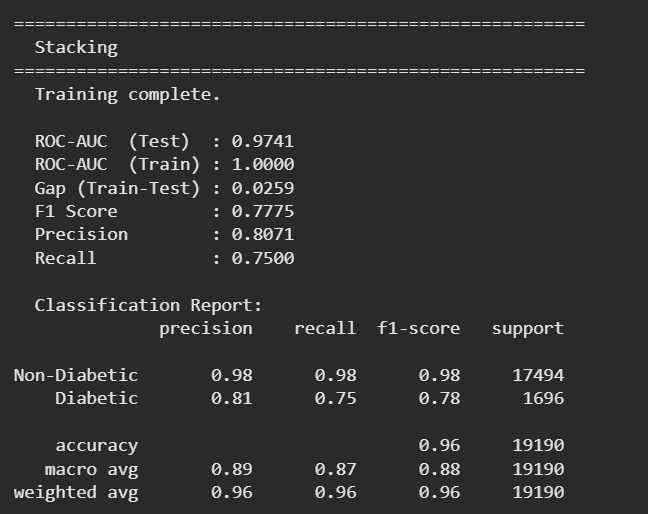 =======================================================
Stacking
=======================================================
Training complete.
ROC-AUC  (Test)  : 0.9741
ROC-AUC  (Train) : 1.0000
Gap (Train-Test) : 0.0259
F1 Score         : 0.7775
Precision        : 0.8071
Recall           : 0.7500
Classification Report:
              precision    recall  f1-score   support
Non-Diabetic       0.98      0.98      0.98     17494
    Diabetic       0.81      0.75      0.78      1696
    accuracy                           0.96     19190
   macro avg       0.89      0.87      0.88     19190
weighted avg       0.96      0.96      0.96     19190